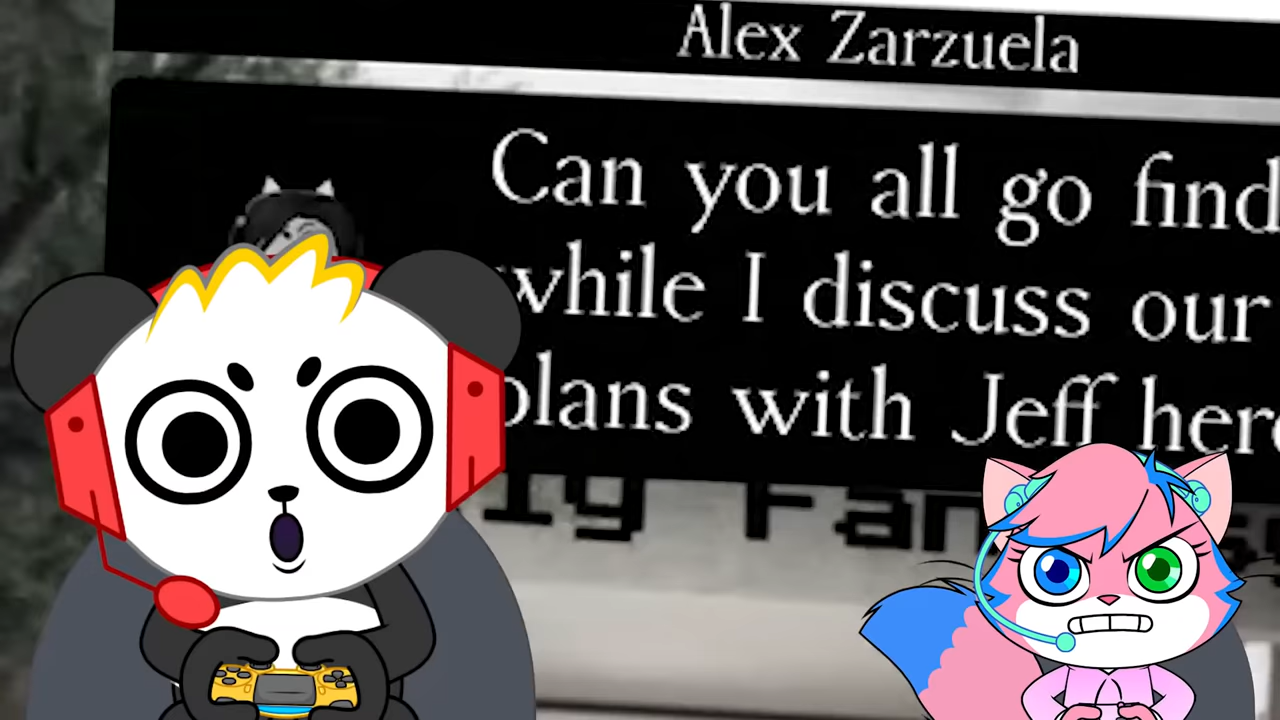 Alex Zarzuela
Can you all go find
while I discuss our
plans with Jeff here